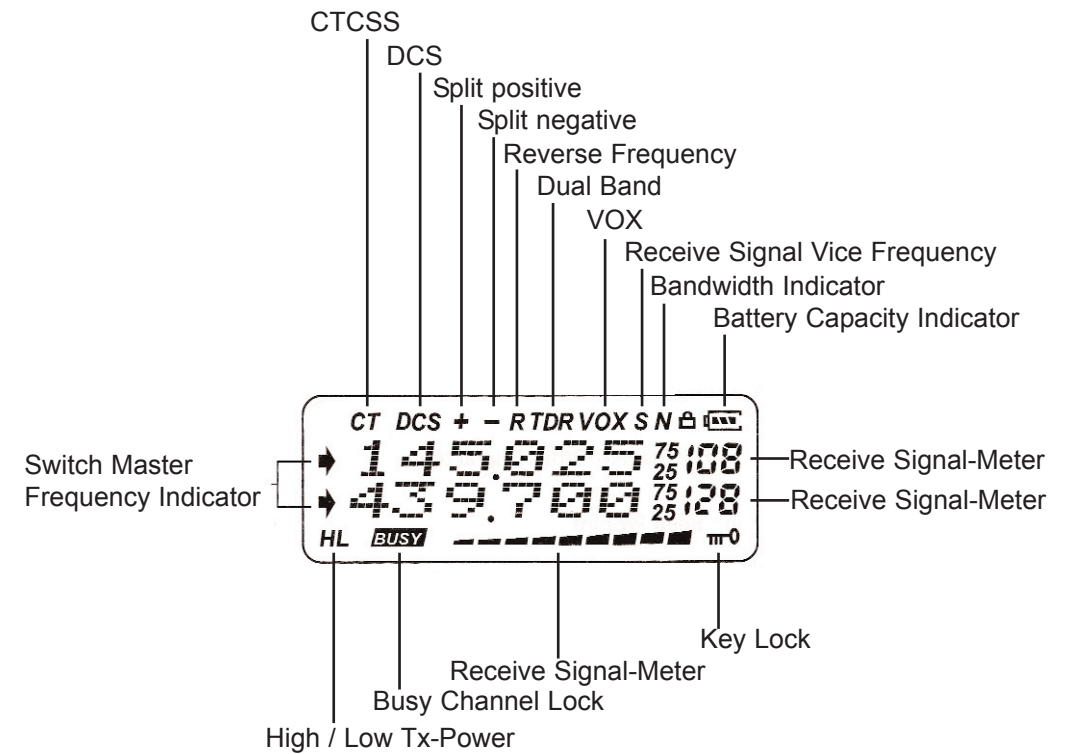 CTCSS
DCS
Split positive
Split negative
Reverse Frequency
Dual Band
VOX
Receive Signal Vice Frequency
Bandwidth Indicator
Battery Capacity Indicator
CT DCS + - R TDR VOX S N
145.025 75 25 108
439.700 75 25 128
HL BUSY
Switch Master
Frequency Indicator
Receive Signal-Meter
Receive Signal-Meter
Key Lock
Receive Signal-Meter
Busy Channel Lock
High / Low Tx-Power